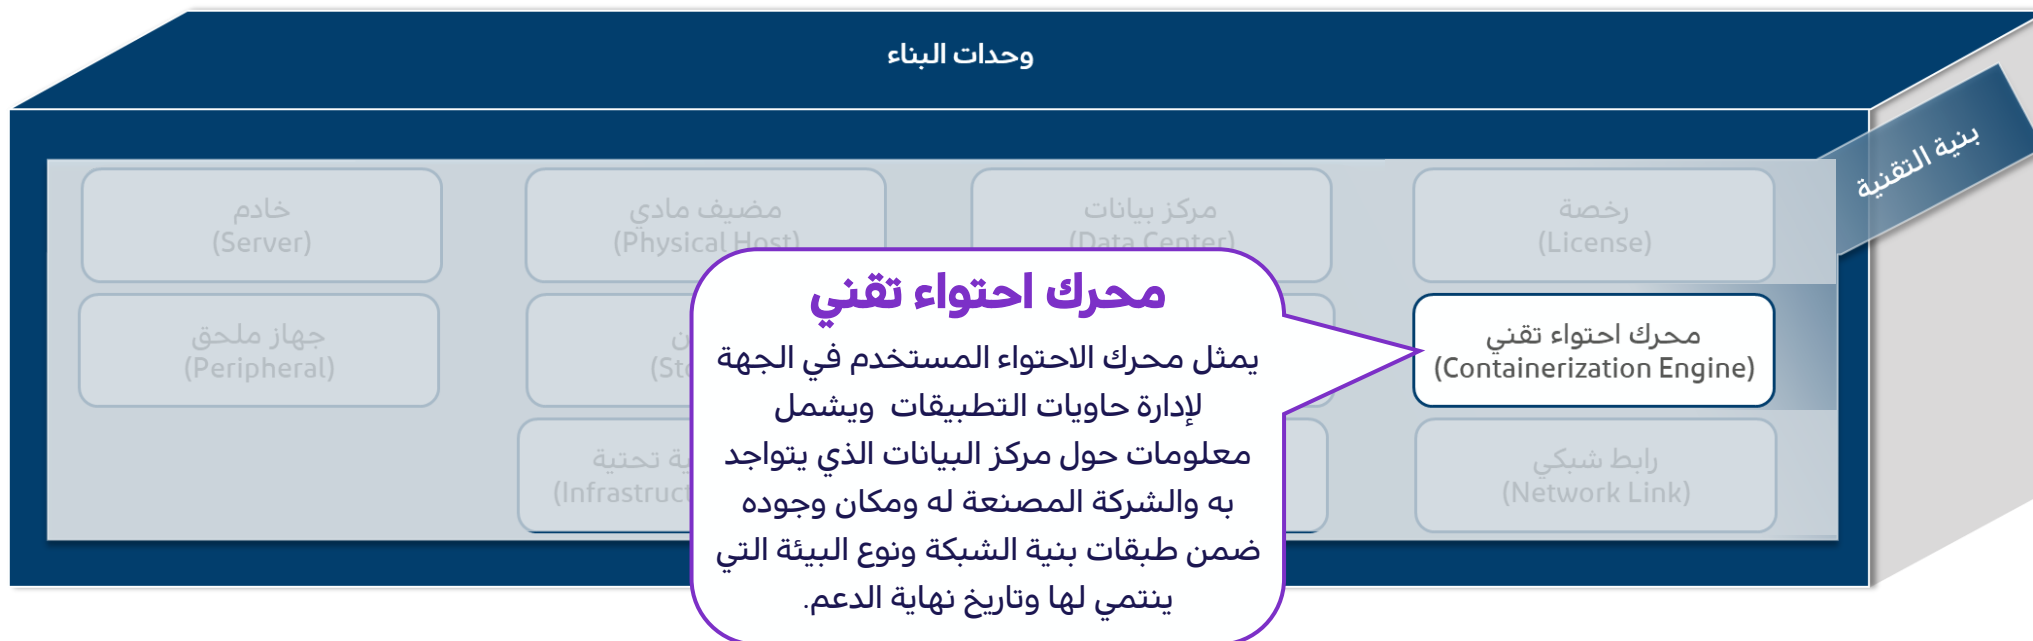 وحدات البناء
بنية التقنية
رخصة
(License)
مركز بيانات
(Data Center)
مضيف مادي
(Physical Host)
خادم
(Server)
محرك احتواء تقني
(Containerization Engine)
جهاز ملحق
(Peripheral)
رابط شبكي
(Network Link)
تحتية
محرك احتواء تقني
يمثل محرك الاحتواء المستخدم في الجهة
لإدارة حاويات التطبيقات ويشمل
معلومات حول مركز البيانات الذي يتواجد
به والشركة المصنعة له ومكان وجوده
ضمن طبقات بنية الشبكة ونوع البيئة التي
ينتمي لها وتاريخ نهاية الدعم.